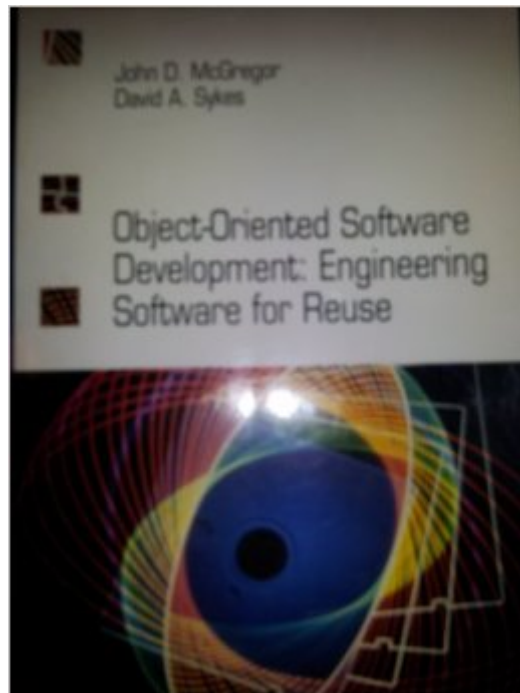 John D. McGregor
David A. Sykes
Object-Oriented Software
Development: Engineering
Software for Reuse